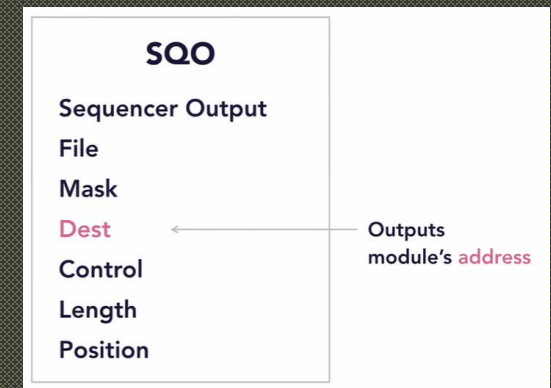 SQO
Sequencer Output
File
Mask
Dest
Control
Length
Position
Outputs
module's address